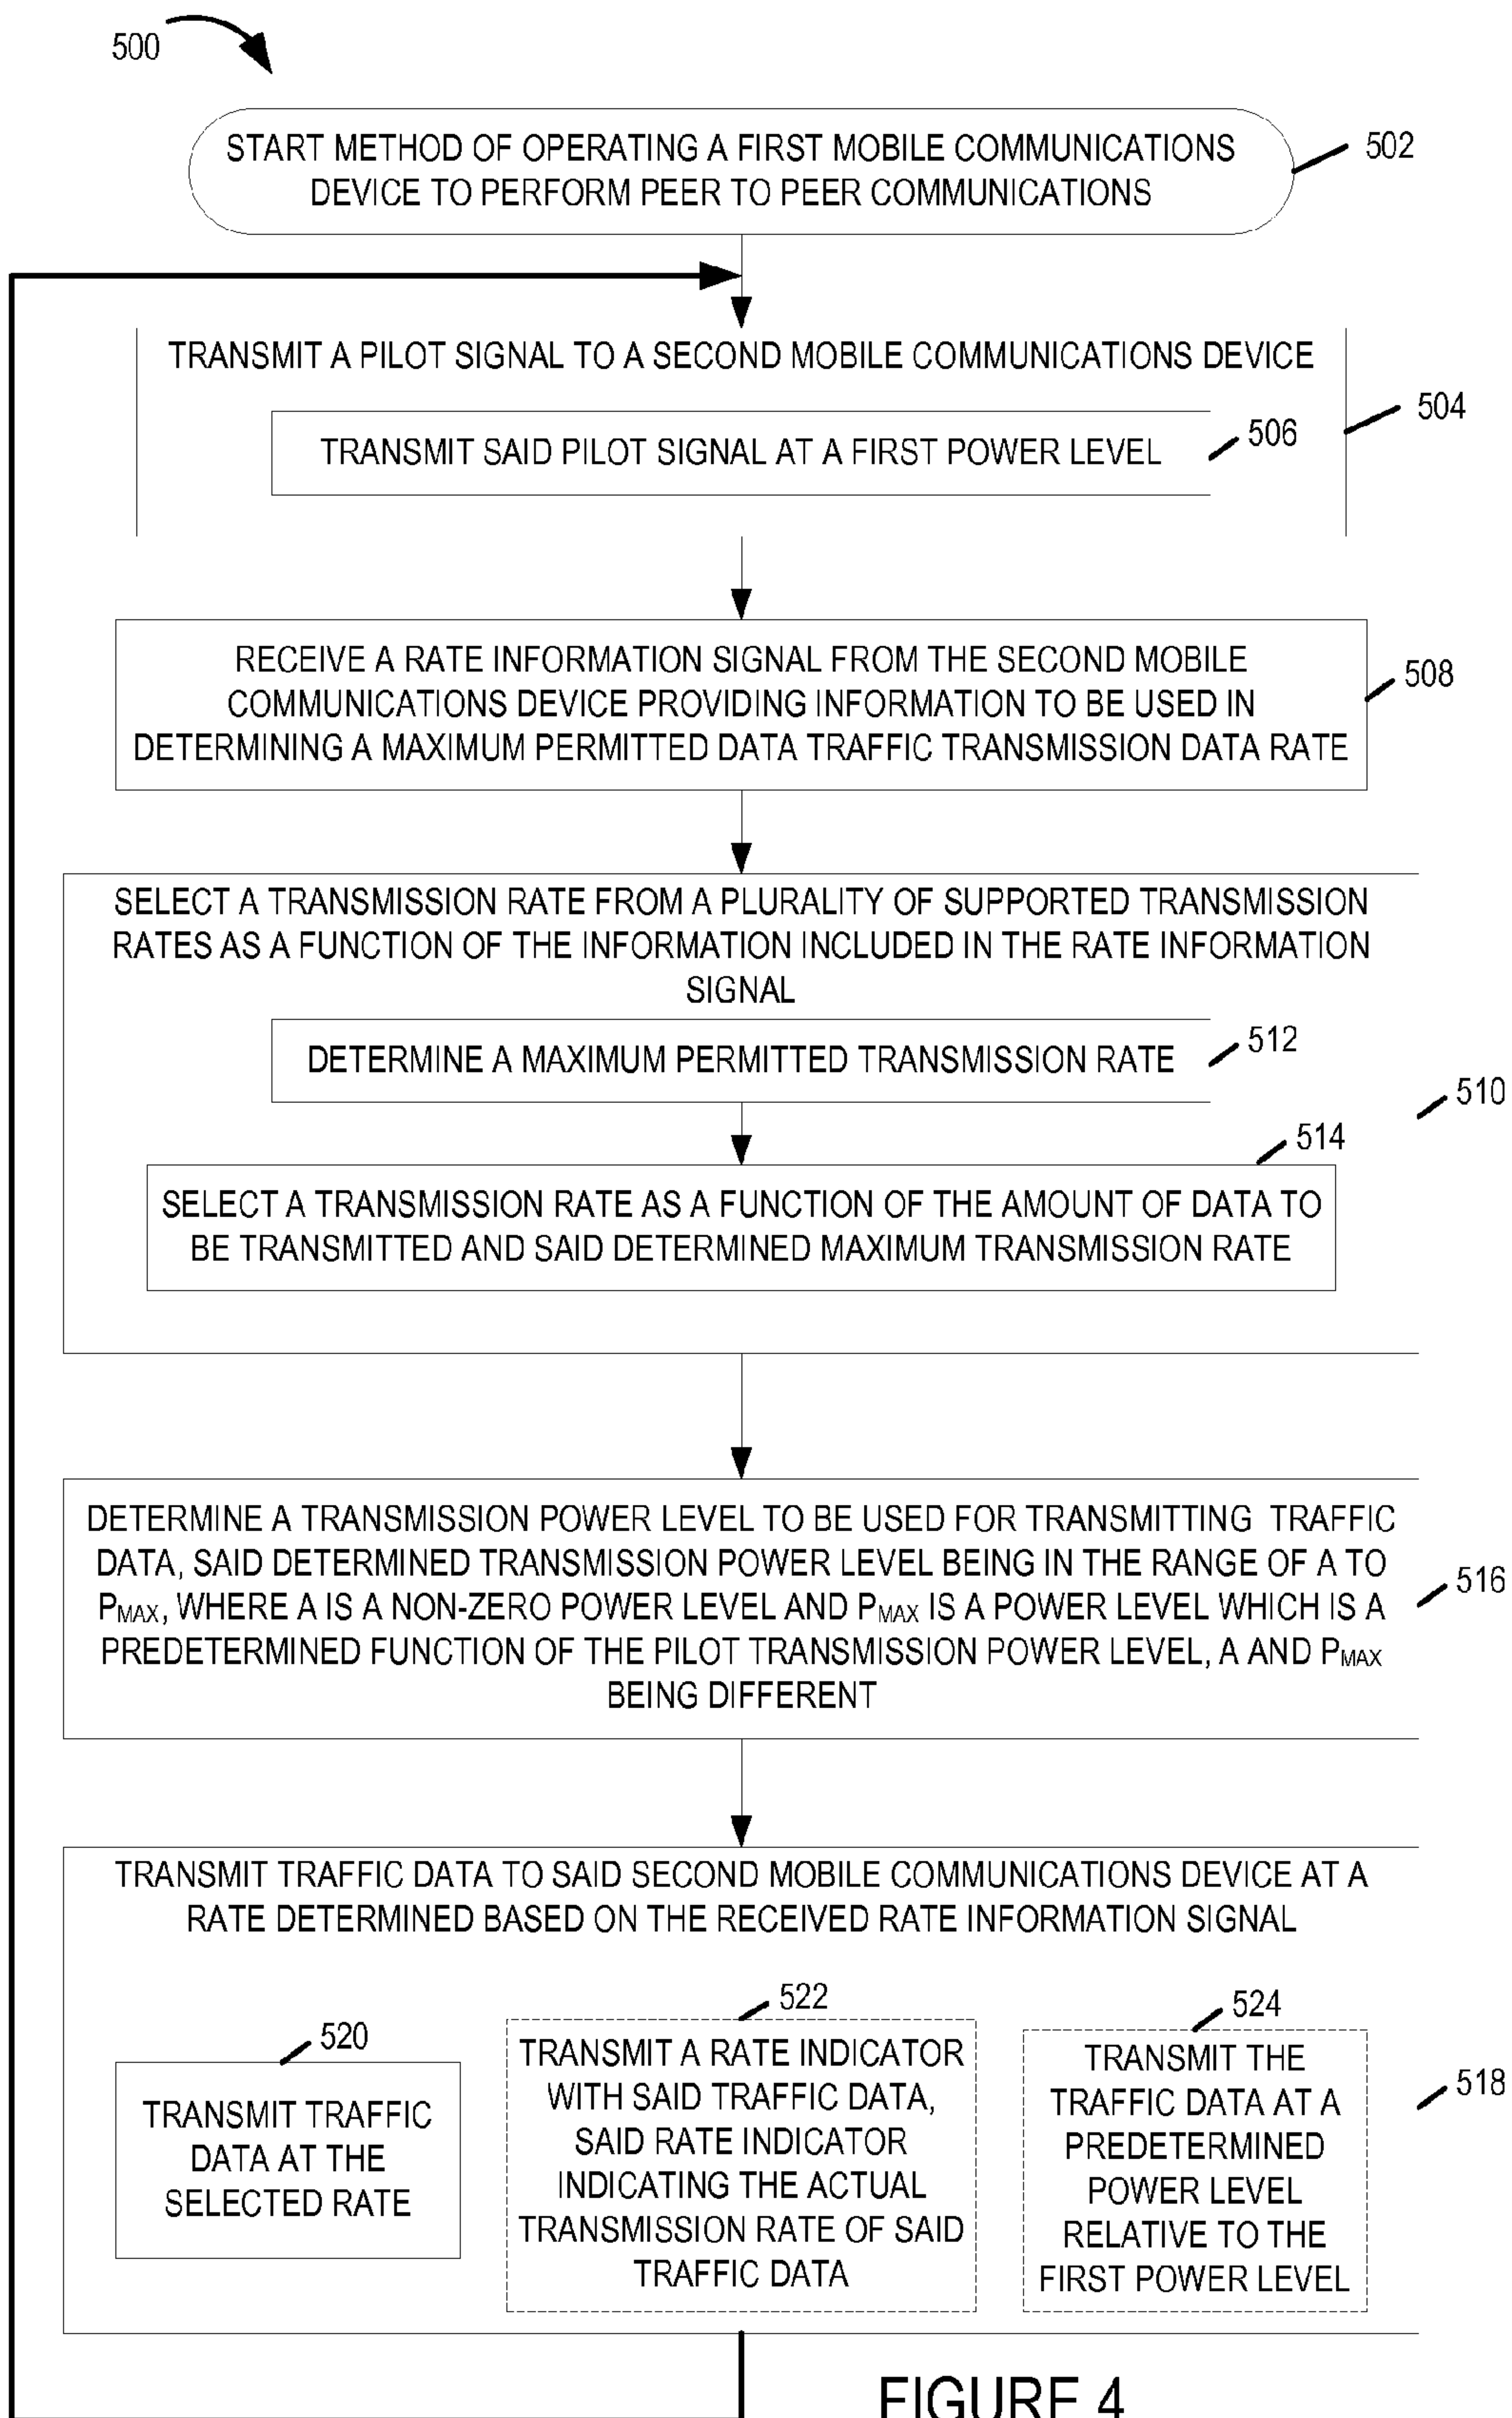 500
START METHOD OF OPERATING A FIRST MOBILE COMMUNICATIONS
DEVICE TO PERFORM PEER TO PEER COMMUNICATIONS
502
TRANSMIT A PILOT SIGNAL TO A SECOND MOBILE COMMUNICATIONS DEVICE
504
TRANSMIT SAID PILOT SIGNAL AT A FIRST POWER LEVEL
506
RECEIVE A RATE INFORMATION SIGNAL FROM THE SECOND MOBILE
COMMUNICATIONS DEVICE PROVIDING INFORMATION TO BE USED IN
DETERMINING A MAXIMUM PERMITTED DATA TRAFFIC TRANSMISSION DATA RATE
508
SELECT A TRANSMISSION RATE FROM A PLURALITY OF SUPPORTED TRANSMISSION
RATES AS A FUNCTION OF THE INFORMATION INCLUDED IN THE RATE INFORMATION
SIGNAL
DETERMINE A MAXIMUM PERMITTED TRANSMISSION RATE
512
510
514
SELECT A TRANSMISSION RATE AS A FUNCTION OF THE AMOUNT OF DATA TO
BE TRANSMITTED AND SAID DETERMINED MAXIMUM TRANSMISSION RATE
DETERMINE A TRANSMISSION POWER LEVEL TO BE USED FOR TRANSMITTING TRAFFIC
DATA, SAID DETERMINED TRANSMISSION POWER LEVEL BEING IN THE RANGE OF A TO
PMAX, WHERE A IS A NON-ZERO POWER LEVEL AND PMAX IS A POWER LEVEL WHICH IS A
PREDETERMINED FUNCTION OF THE PILOT TRANSMISSION POWER LEVEL, A AND PMAX
BEING DIFFERENT
516
TRANSMIT TRAFFIC DATA TO SAID SECOND MOBILE COMMUNICATIONS DEVICE AT A
RATE DETERMINED BASED ON THE RECEIVED RATE INFORMATION SIGNAL
520
TRANSMIT TRAFFIC
DATA AT THE
SELECTED RATE
522
TRANSMIT A RATE INDICATOR
WITH SAID TRAFFIC DATA,
SAID RATE INDICATOR
INDICATING THE ACTUAL
TRANSMISSION RATE OF SAID
TRAFFIC DATA
524
TRANSMIT THE
TRAFFIC DATA AT A
PREDETERMINED
POWER LEVEL
RELATIVE TO THE
FIRST POWER LEVEL
518
FIGURE 4